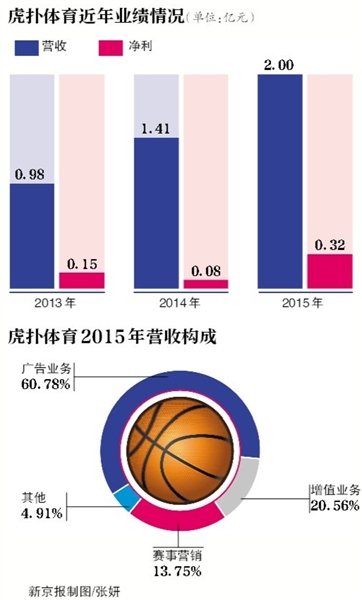 虎扑体育近年业绩情况(单位:亿元)
营收 净利
0.98 0.15 1.41 0.08 2.00 0.32
2013年 2014年 2015年
虎扑体育2015年营收构成
广告业务
60.78%
其他
4.91%
增值业务
20.56%
赛事营销
13.75%
新京报制图/张妍